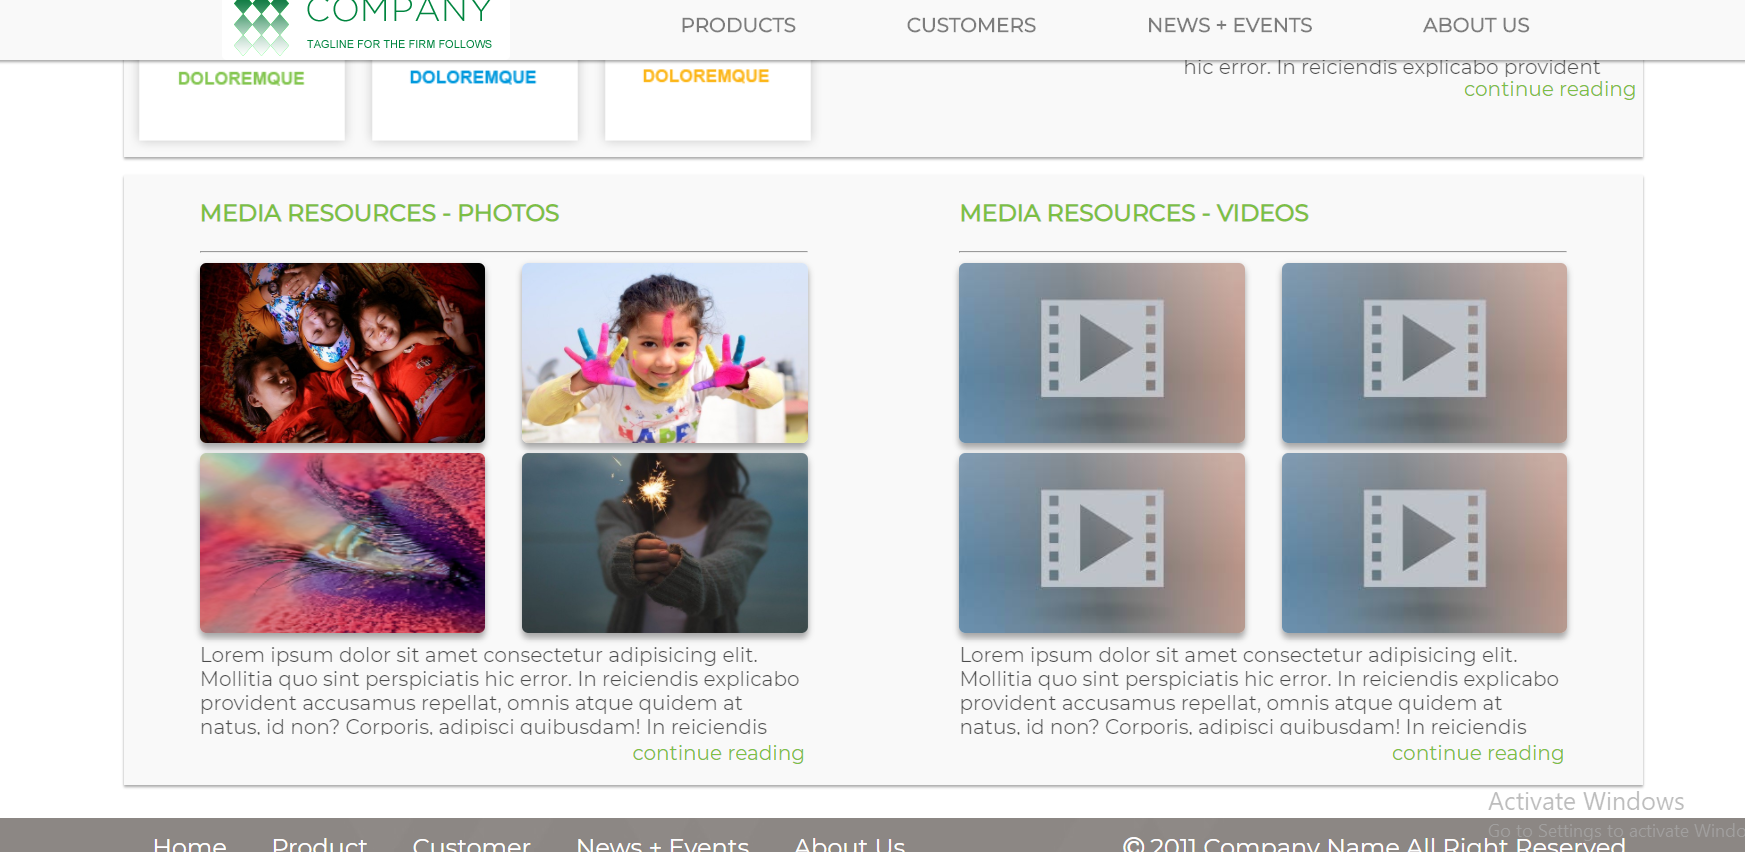 COMPANY
TAGLINE FOR THE FIRM FOLLOWS
PRODUCTS
CUSTOMERS
NEWS + EVENTS
ABOUT US
DOLOREMQUE
DOLOREMQUE
DOLOREMQUE
hic error. In reiciendis explicabo provident
continue reading
MEDIA RESOURCES - PHOTOS
Lorem ipsum dolor sit amet consectetur adipisicing elit.
Mollitia quo sint perspiciatis hic error. In reiciendis explicabo
provident accusamus repellat, omnis atque quidem at
natus, id non? Corporis, adipisci quibusdam! In reiciendis
continue reading
MEDIA RESOURCES - VIDEOS
Lorem ipsum dolor sit amet consectetur adipisicing elit.
Mollitia quo sint perspiciatis hic error. In reiciendis explicabo
provident accusamus repellat, omnis atque quidem at
natus, id non? Corporis, adipisci quibusdam! In reiciendis
continue reading
Activate Windows
Go to Settings to activate Windo
Home
Product
Customer
News + Events
About Us
© 2011 Company Name All Right Reserved